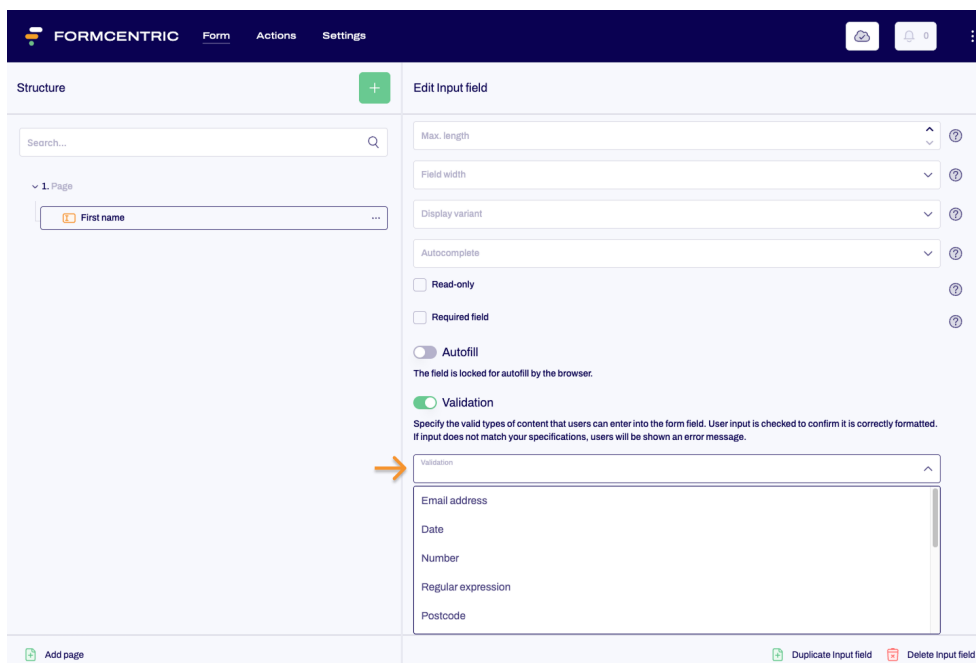 FORMCENTRIC Form Actions Settings 0
Structure
Edit Input field
Search...
1. Page
First name
Max. length
Field width
Display variant
Autocomplete
Read-only
Required field
Autofill
The field is locked for autofill by the browser.
Validation
Specify the valid types of content that users can enter into the form field. User input is checked to confirm it is correctly formatted.
If input does not match your specifications, users will be shown an error message.
Validation
Email address
Date
Number
Regular expression
Postcode
Add page
Duplicate Input field Delete Input field